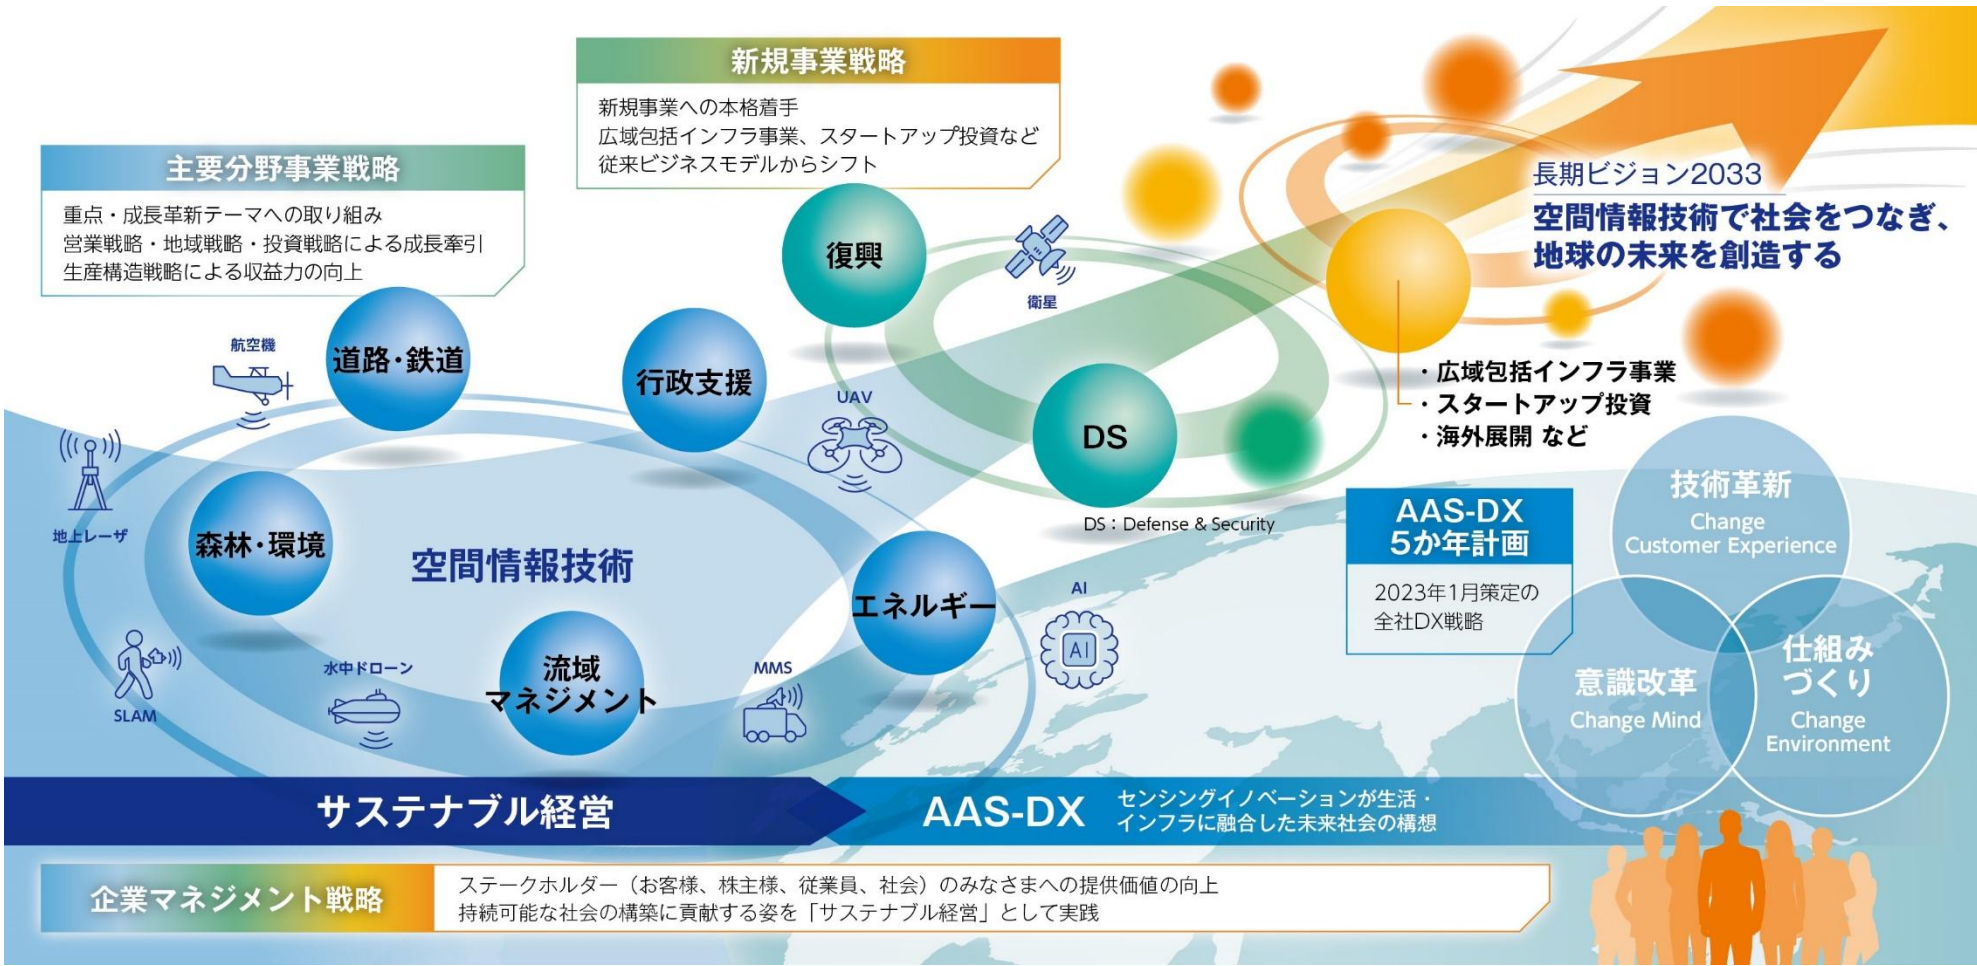 新規事業戦略
新規事業への本格着手
広域包括インフラ事業、スタートアップ投資など
従来ビジネスモデルからシフト
主要分野事業戦略
重点・成長革新テーマへの取り組み
営業戦略・地域戦略・投資戦略による成長牽引
生産構造戦略による収益力の向上
長期ビジョン2033
空間情報技術で社会をつなぎ、
地球の未来を創造する
復興
衛星
航空機
道路・鉄道
行政支援
UAV
・広域包括インフラ事業
・スタートアップ投資
・海外展開 など
DS
DS：Defense & Security
地上レーザ
森林・環境
空間情報技術
エネルギー
AI
AI
SLAM
水中ドローン
流域
マネジメント
MMS
AAS-DX
5か年計画
2023年1月策定の
全社DX戦略
技術革新
Change
Customer Experience
意識改革
Change Mind
仕組み
づくり
Change
Environment
サステナブル経営
AAS-DX
センシングイノベーションが生活・
インフラに融合した未来社会の構想
企業マネジメント戦略
ステークホルダー（お客様、株主様、従業員、社会）のみなさまへの提供価値の向上
持続可能な社会の構築に貢献する姿を「サステナブル経営」として実践